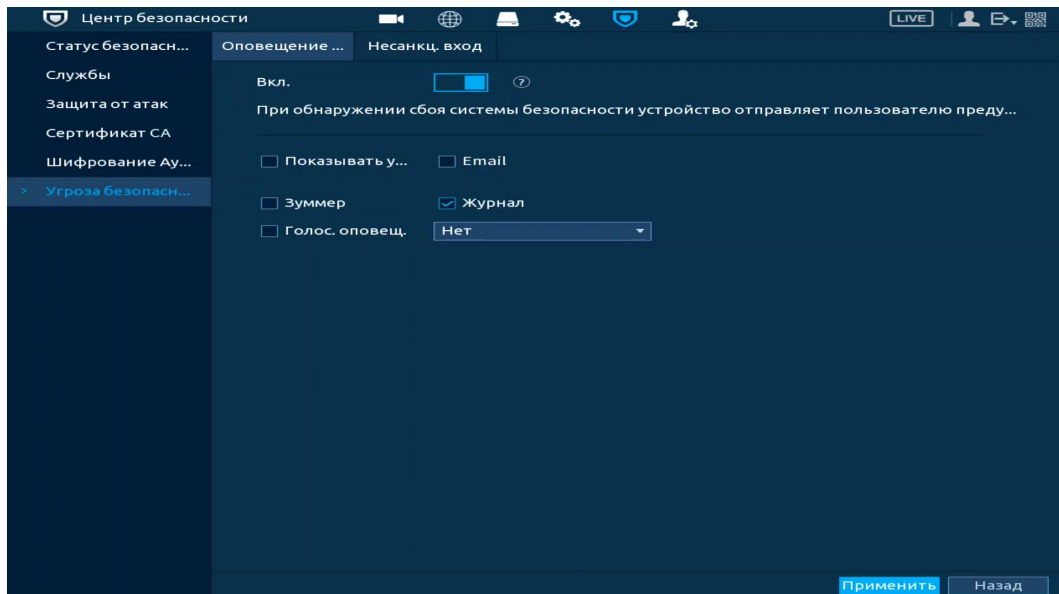 Центр безопасности
LIVE
Статус безопасн...
Службы
Защита от атак
Сертификат CA
Шифрование Ау...
Угроза безопасн...
Оповещение ...
Несанкц. вход
Вкл.
При обнаружении сбоя системы безопасности устройство отправляет пользователю преду...
Показывать у...
Email
Зуммер
Журнал
Голос. оповещ.
Нет
Применить
Назад